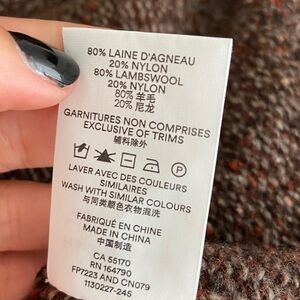 80% LAINE D'AGNEAU
20% NYLON
80% LAMBSWOOL
20% NYLON
80% 羊毛
20% 尼龙
GARNITURES NON COMPRISES
EXCLUSIVE OF TRIMS
辅料除外
P
LAVER AVEC DES COULEURS
SIMILAIRES
WASH WITH SIMILAR COLOURS
与同类颜色衣物混洗
FABRIQUÉ EN CHINE
MADE IN CHINA
中国制造
CA 55170
RN 164790
FP7223 AND CN079
1130227-245